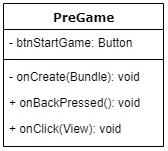 PreGame
- btnStartGame: Button
- onCreate(Bundle): void
+ onBackPressed(): void
+ onClick(View): void